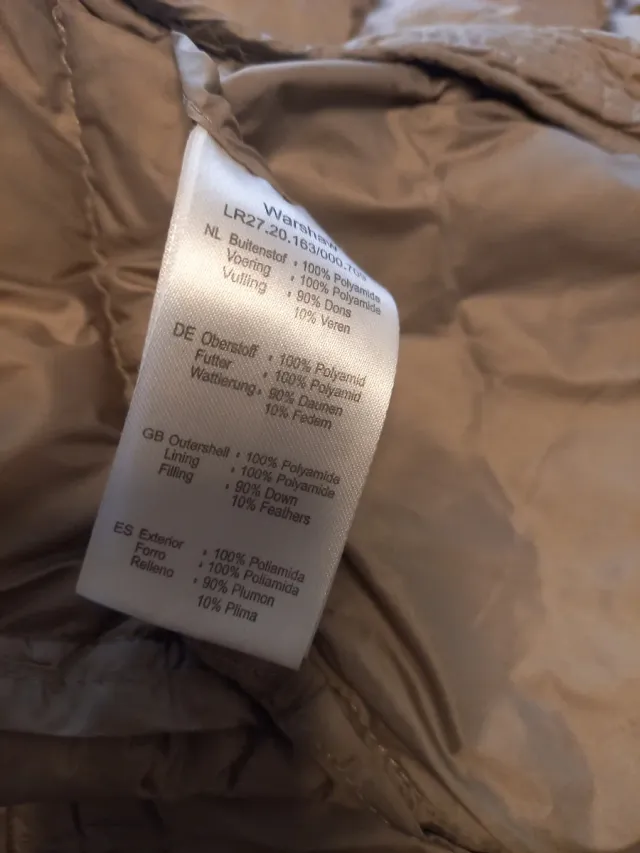 Warshaw
LR27.20.163/000.709
NL Buitenstof • 100% Polyamide
Voering • 100% Polyamide
Vulling • 90% Dons
10% Veren
DE Oberstoff • 100% Polyamid
Futter • 100% Polyamid
Wattierung • 90% Daunen
10% Federn
GB Outershell • 100% Polyamide
Lining • 100% Polyamide
Filling • 90% Down
10% Feathers
ES Exterior • 100% Poliamida
Forro • 100% Poliamida
Relleno • 90% Plumon
10% Plima